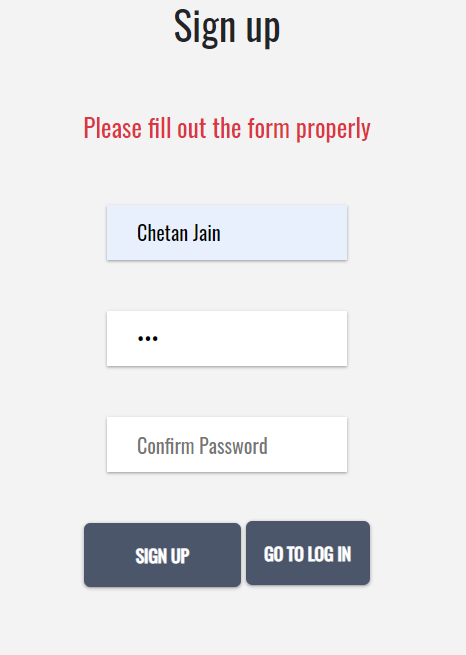 Sign up
Please fill out the form properly
Chetan Jain
•••
Confirm Password
SIGN UP
GO TO LOG IN